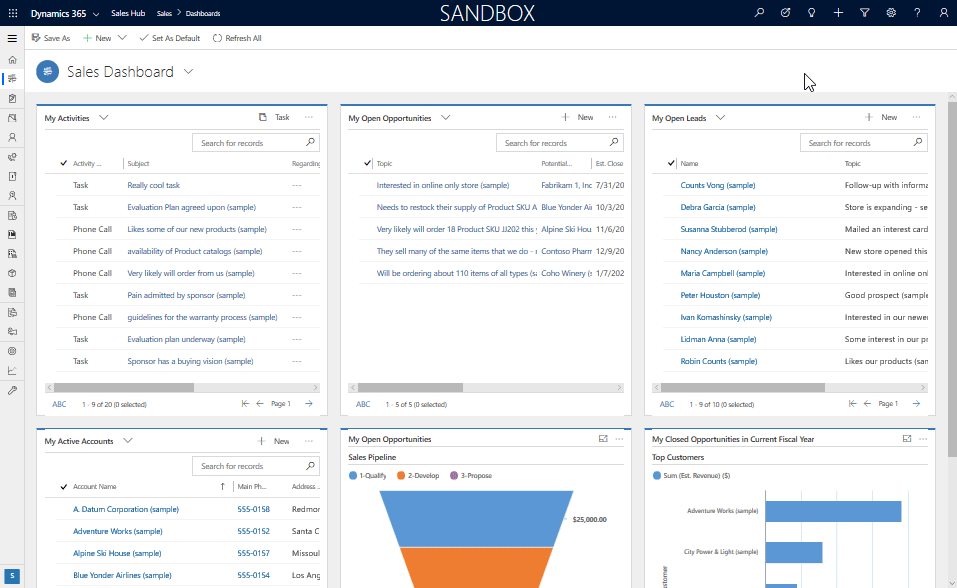 Dynamics 365 Sales Hub Sales > Dashboards SANDBOX
Save As New Set As Default Refresh All
Sales Dashboard
My Activities Task
Search for records
Activity ... Subject Regarding
Task Really cool task ---
Task Evaluation Plan agreed upon (sample) ---
Phone Call Likes some of our new products (sample) ---
Phone Call availability of Product catalogs (sample) ---
Phone Call Very likely will order from us (sample) ---
Task Pain admitted by sponsor (sample) ---
Phone Call guidelines for the warranty process (sample) ---
Task Evaluation plan underway (sample) ---
Task Sponsor has a buying vision (sample) ---
ABC 1 - 9 of 20 (0 selected) Page 1
My Open Opportunities New
Search for records
Topic Potential... Est. Close
Interested in online only store (sample) Fabrikam 1, Inc 7/31/20
Needs to restock their supply of Product SKU A Blue Yonder Air 10/3/20
Very likely will order 18 Product SKU JJ202 this Alpine Ski Hou 11/6/20
They sell many of the same items that we do - Contoso Pharm 12/9/20
Will be ordering about 110 items of all types (sa Coho Winery (s 1/7/202
ABC 1 - 5 of 5 (0 selected)
My Open Leads New
Search for records
Name Topic
Counts Vong (sample) Follow-up with informa
Debra Garcia (sample) Store is expanding - se
Susanna Stubberod (sample) Mailed an interest card
Nancy Anderson (sample) New store opened this
Maria Campbell (sample) Interested in online onl
Peter Houston (sample) Good prospect (sample
Ivan Komashinsky (sample) Interested in our newe
Lidman Anna (sample) Some interest in our pr
Robin Counts (sample) Likes our products (san
ABC 1 - 9 of 10 (0 selected) Page 1
My Active Accounts New
Search for records
Account Name Main Ph... Address ...
A. Datum Corporation (sample) 555-0158 Redmon
Adventure Works (sample) 555-0152 Santa C
Alpine Ski House (sample) 555-0157 Missoul
Blue Yonder Airlines (sample) 555-0154 Los Ang
My Open Opportunities
Sales Pipeline
1-Qualify 2-Develop 3-Propose
$25,000.00
My Closed Opportunities in Current Fiscal Year
Top Customers
Sum (Est. Revenue) ($)
Adventure Works (sample)
City Power & Light (sample)
stomer
S